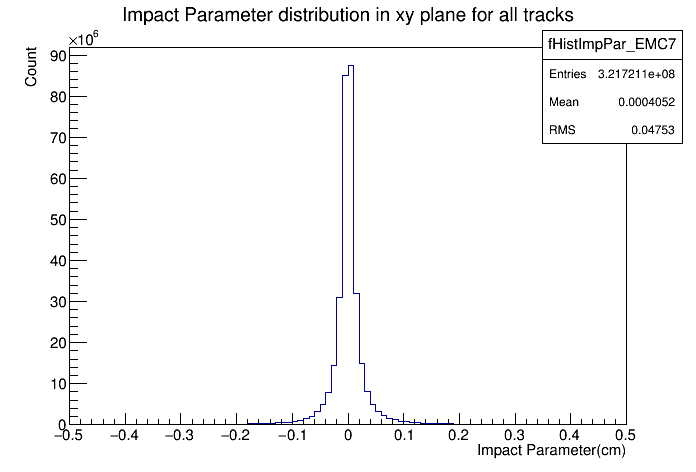 Impact Parameter distribution in xy plane for all tracks
×10⁶
fHistImpPar_EMC7
Entries 3.217211e+08
Mean 0.0004052
RMS 0.04753
Count
90
80
70
60
50
40
30
20
10
0
−0.5 −0.4 −0.3 −0.2 −0.1 0 0.1 0.2 0.3 0.4 0.5
Impact Parameter(cm)